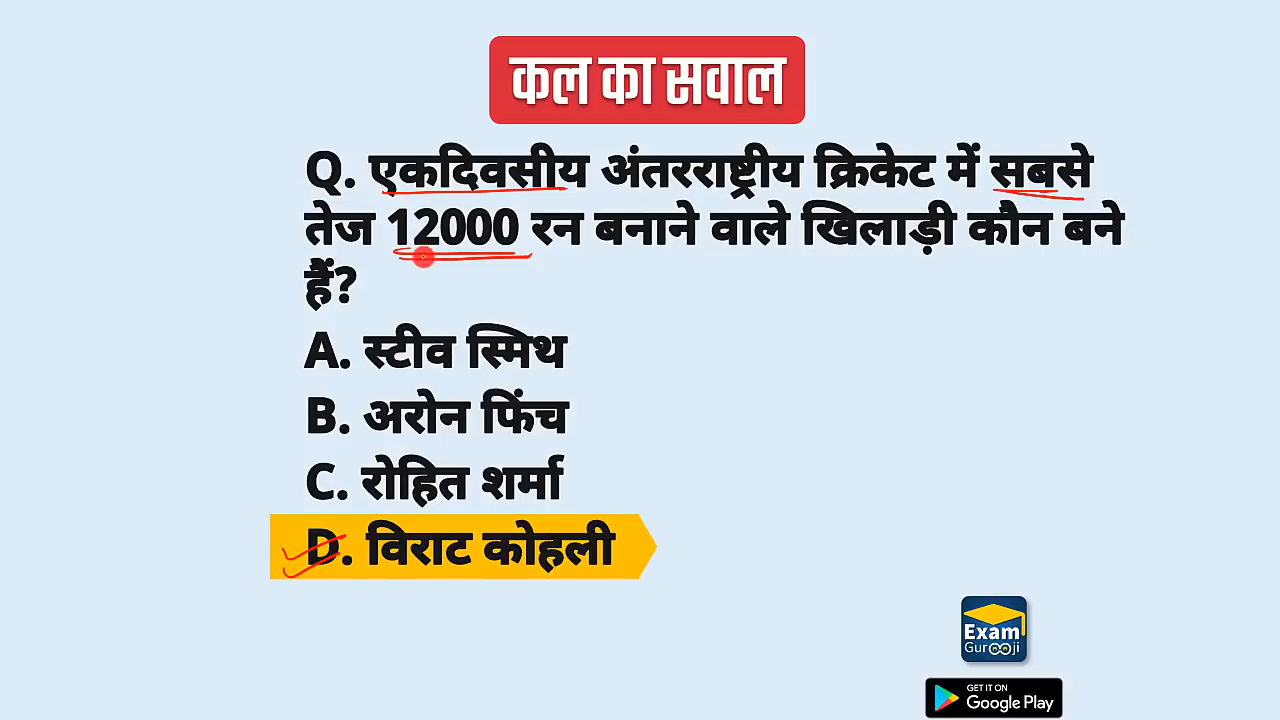 कल का सवाल
Q. एकदिवसीय अंतरराष्ट्रीय क्रिकेट में सबसे
तेज 12000 रन बनाने वाले खिलाड़ी कौन बने
हैं?
A. स्टीव स्मिथ
B. अरोन फिंच
C. रोहित शर्मा
D. विराट कोहली
Exam
Gurooji
GET IT ON
Google Play